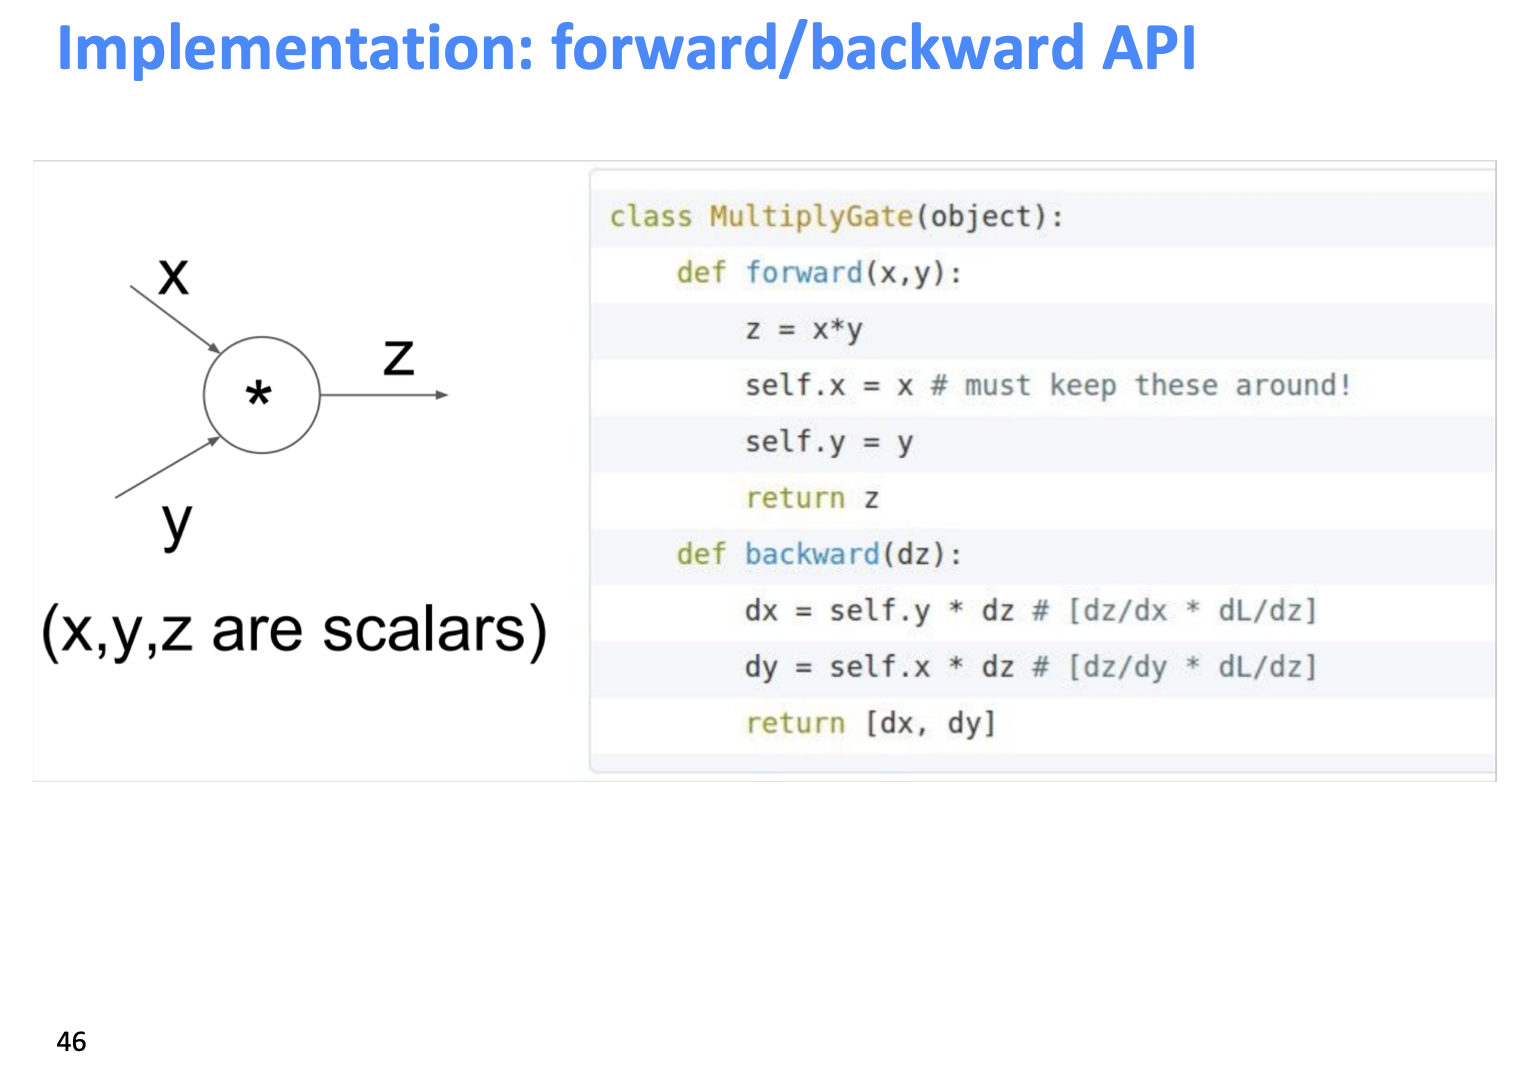 Implementation: forward/backward API
x
*
z
y
(x,y,z are scalars)
class MultiplyGate(object):
    def forward(x,y):
        z = x*y
        self.x = x # must keep these around!
        self.y = y
        return z
    def backward(dz):
        dx = self.y * dz # [dz/dx * dL/dz]
        dy = self.x * dz # [dz/dy * dL/dz]
        return [dx, dy]
46